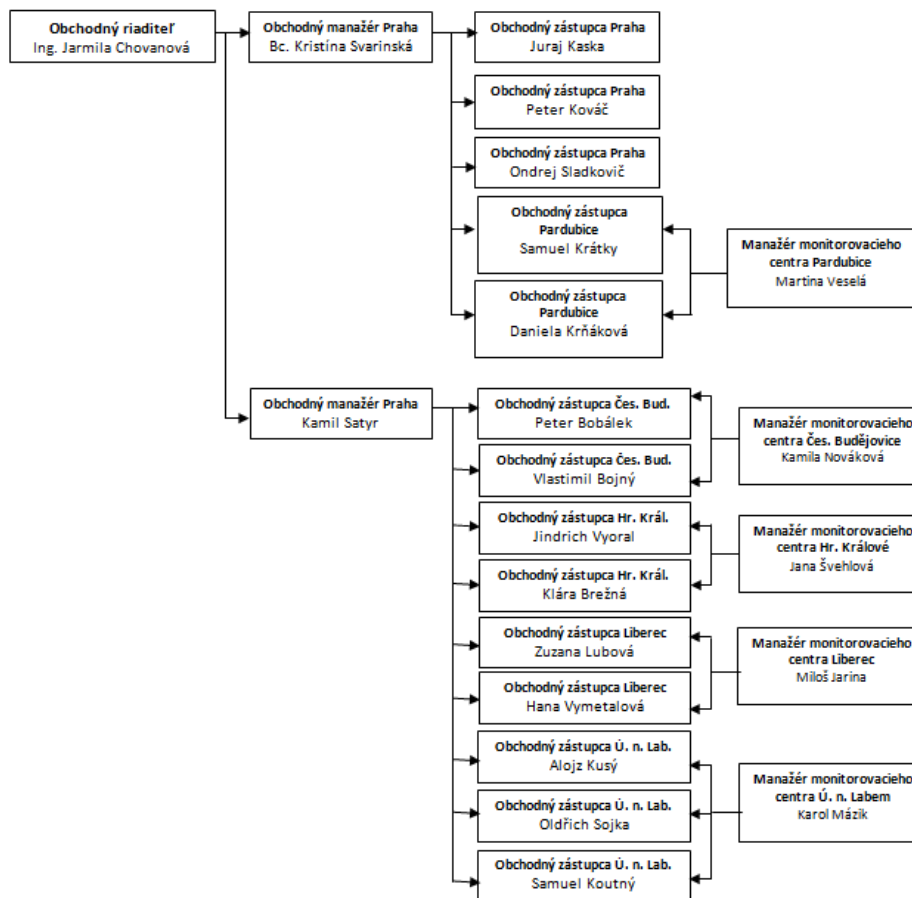 Obchodný riaditeľ
Ing. Jarmila Chovanová
Obchodný manažér Praha
Bc. Kristína Svarinská
Obchodný zástupca Praha
Juraj Kaska
Obchodný zástupca Praha
Peter Kováč
Obchodný zástupca Praha
Ondrej Sladkovič
Obchodný zástupca
Pardubice
Samuel Krátky
Obchodný zástupca
Pardubice
Daniela Krňáková
Manažér monitorovacieho
centra Pardubice
Martina Veselá
Obchodný manažér Praha
Kamil Satyr
Obchodný zástupca Čes. Bud.
Peter Bobálek
Obchodný zástupca Čes. Bud.
Vlastimil Bojný
Manažér monitorovacieho
centra Čes. Budějovice
Kamila Nováková
Obchodný zástupca Hr. Král.
Jindrich Vyoral
Obchodný zástupca Hr. Král.
Klára Brežná
Manažér monitorovacieho
centra Hr. Králové
Jana Švehlová
Obchodný zástupca Liberec
Zuzana Lubová
Obchodný zástupca Liberec
Hana Vymetalová
Manažér monitorovacieho
centra Liberec
Miloš Jarina
Obchodný zástupca Ú. n. Lab.
Alojz Kusý
Obchodný zástupca Ú. n. Lab.
Oldřich Sojka
Obchodný zástupca Ú. n. Lab.
Samuel Koutný
Manažér monitorovacieho
centra Ú. n. Labem
Karol Mázik